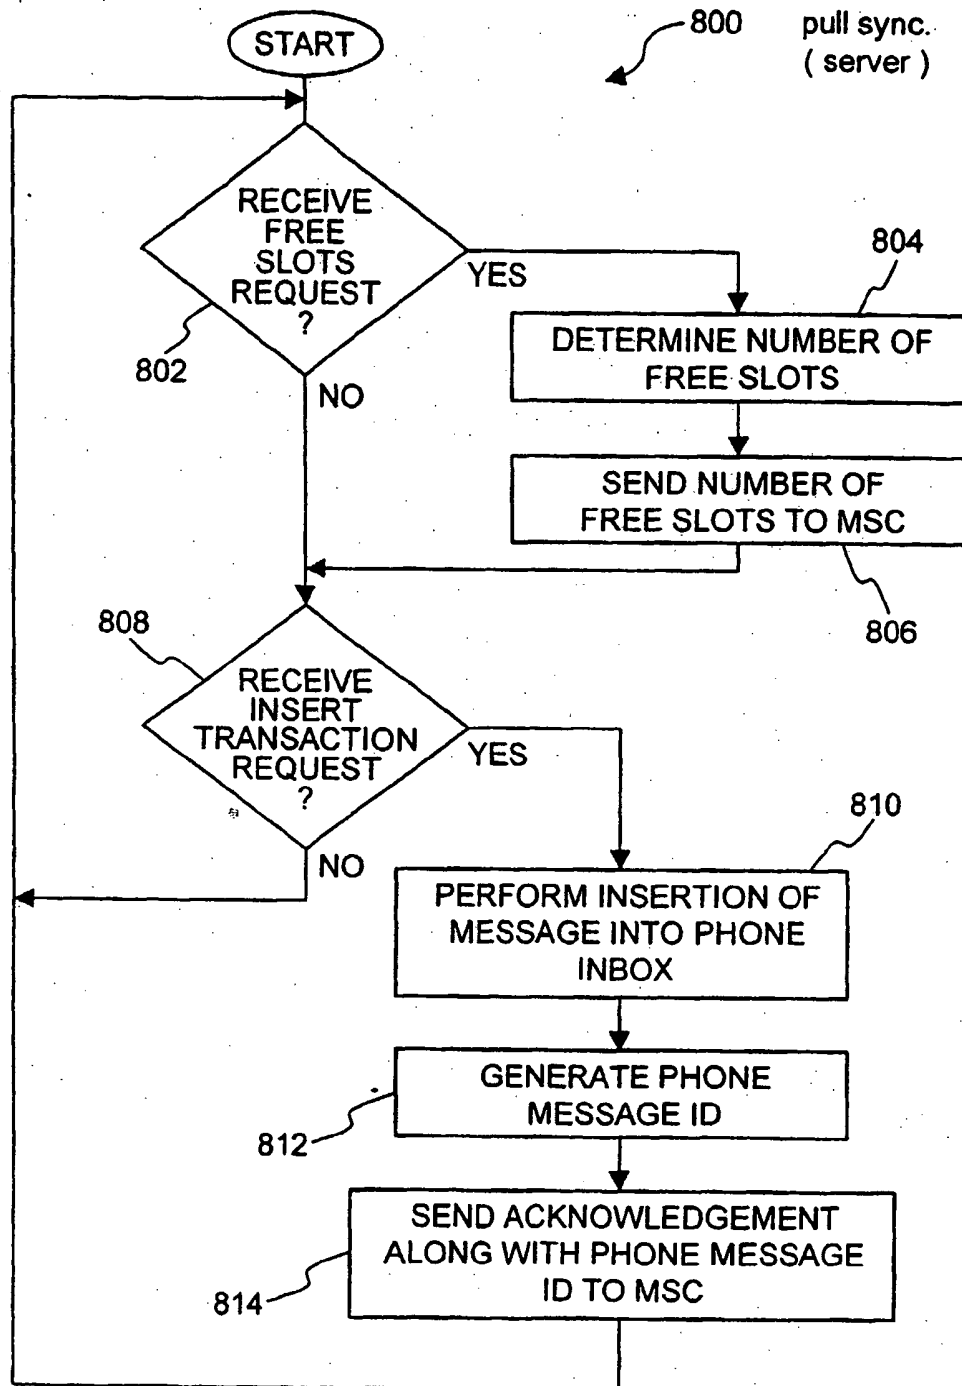 START
800
pull sync.
( server )
RECEIVE
FREE
SLOTS
REQUEST
?
802
YES
NO
804
DETERMINE NUMBER OF
FREE SLOTS
SEND NUMBER OF
FREE SLOTS TO MSC
806
808
RECEIVE
INSERT
TRANSACTION
REQUEST
?
YES
NO
810
PERFORM INSERTION OF
MESSAGE INTO PHONE
INBOX
GENERATE PHONE
MESSAGE ID
812
SEND ACKNOWLEDGEMENT
ALONG WITH PHONE MESSAGE
ID TO MSC
814